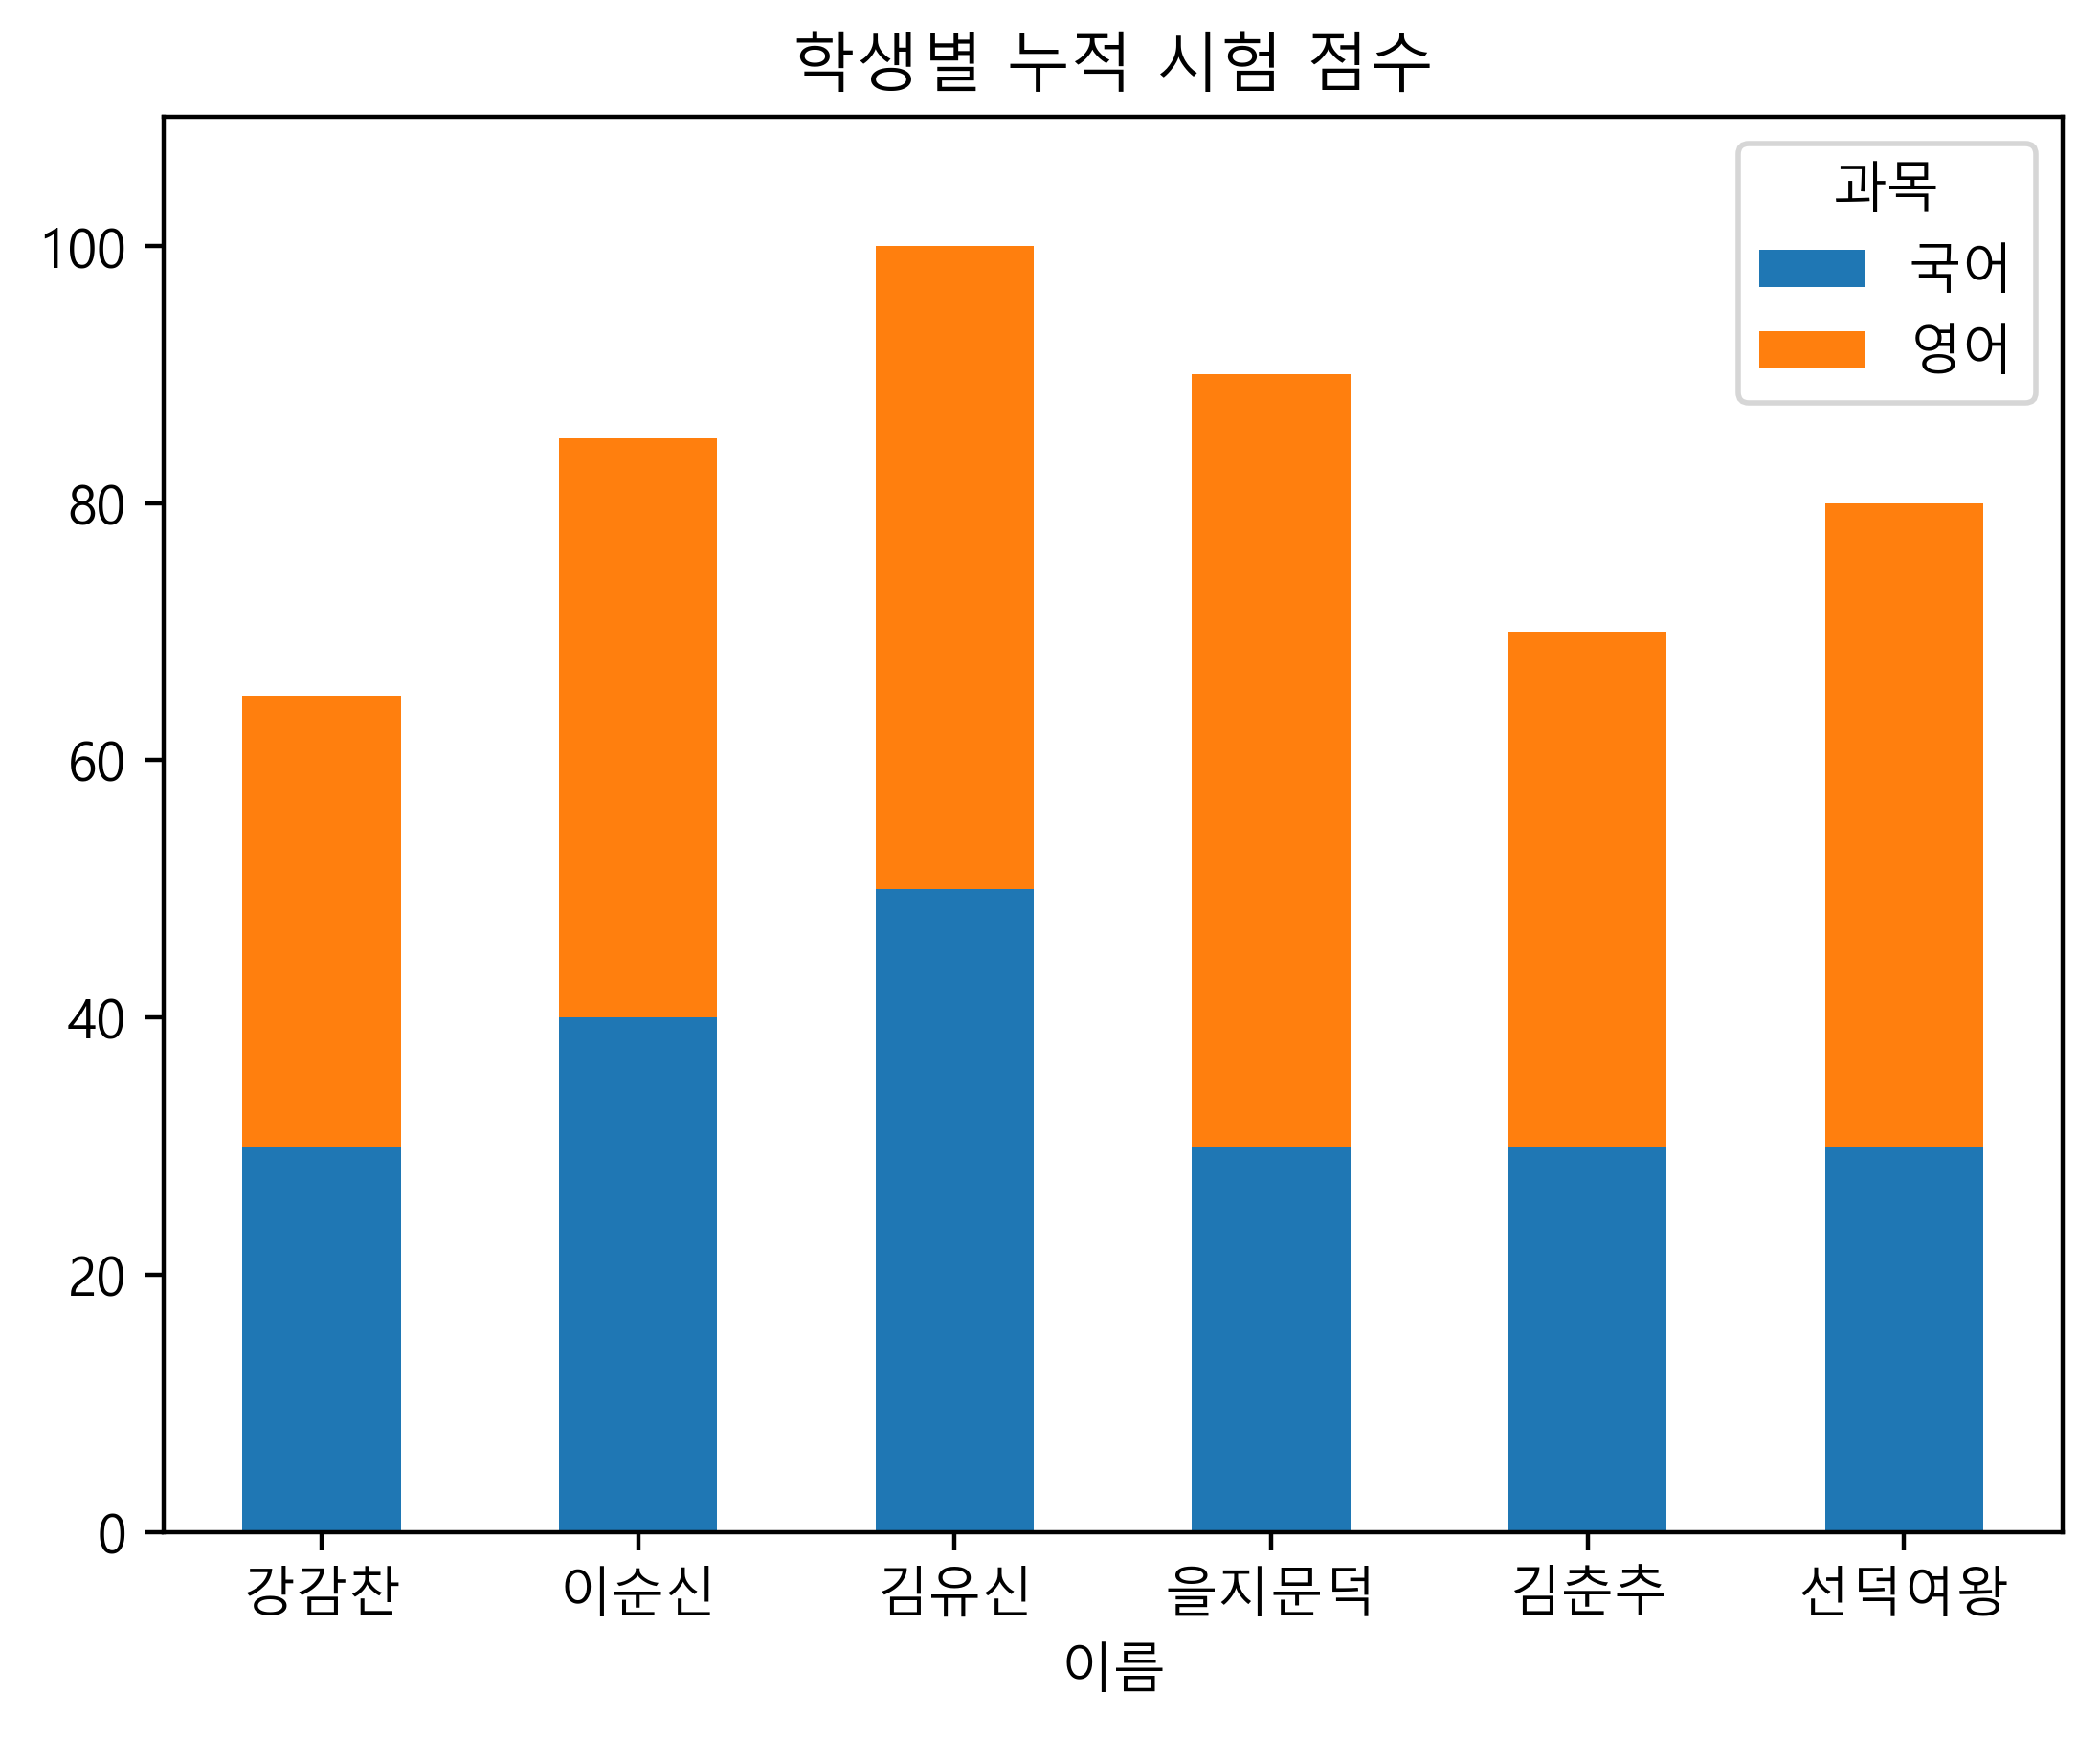 학생별 누적 시험 점수
과목
국어
영어
100
80
60
40
20
0
강감찬 이순신 김유신 을지문덕 김춘추 선덕여왕
이름